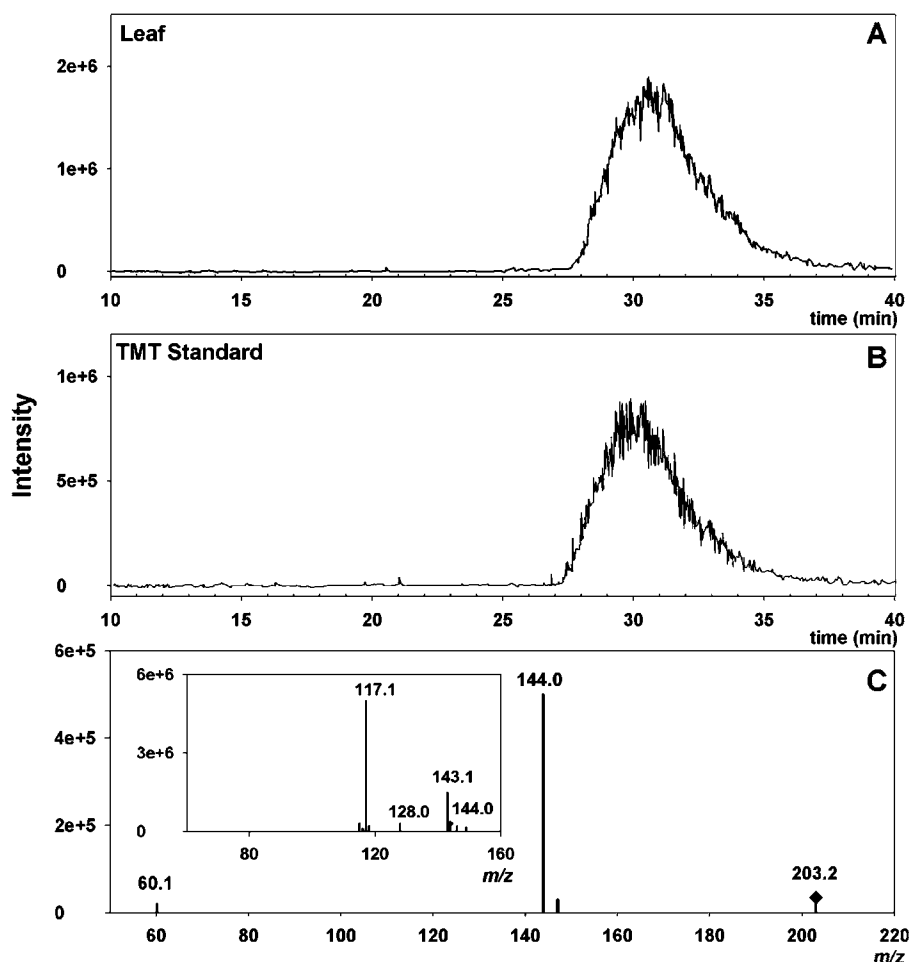 Leaf
A
2e+6
1e+6
0
10 15 20 25 30 35 40
time (min)
TMT Standard
B
1e+6
5e+5
0
10 15 20 25 30 35 40
time (min)
Intensity
6e+5
C
4e+5
2e+5
0
144.0
203.2
60.1
60 80 100 120 140 160 180 200 220
m/z
6e+6
3e+6
0
117.1
143.1
128.0
144.0
80 120 160
m/z